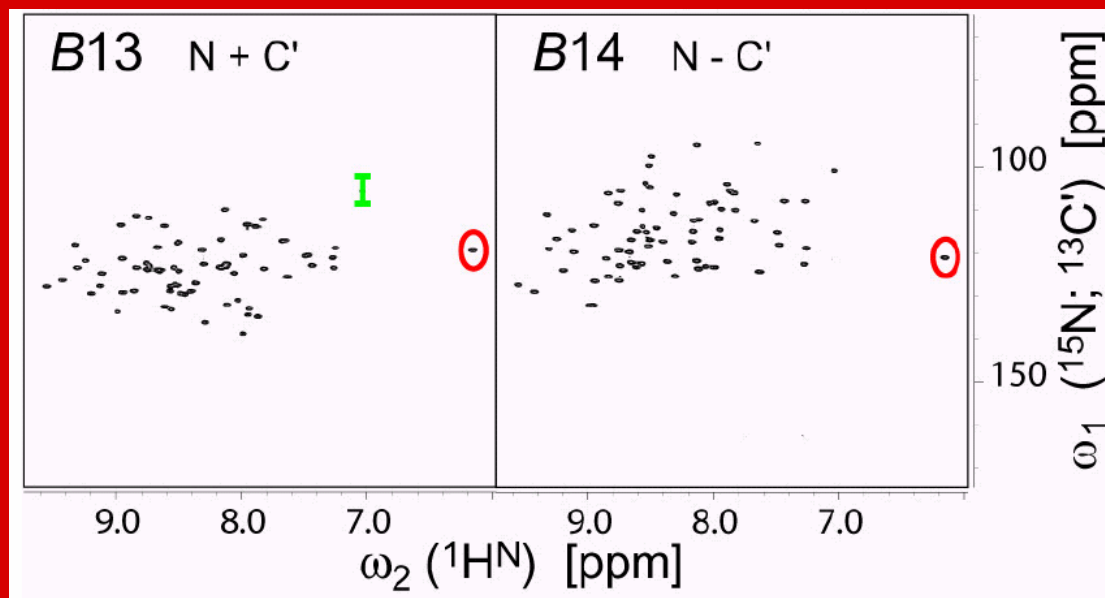 B13 N + C'
B14 N - C'
I
100
150
ω₁ (¹⁵N; ¹³C') [ppm]
9.0 8.0 7.0
9.0 8.0 7.0
ω₂ (¹Hᴺ) [ppm]